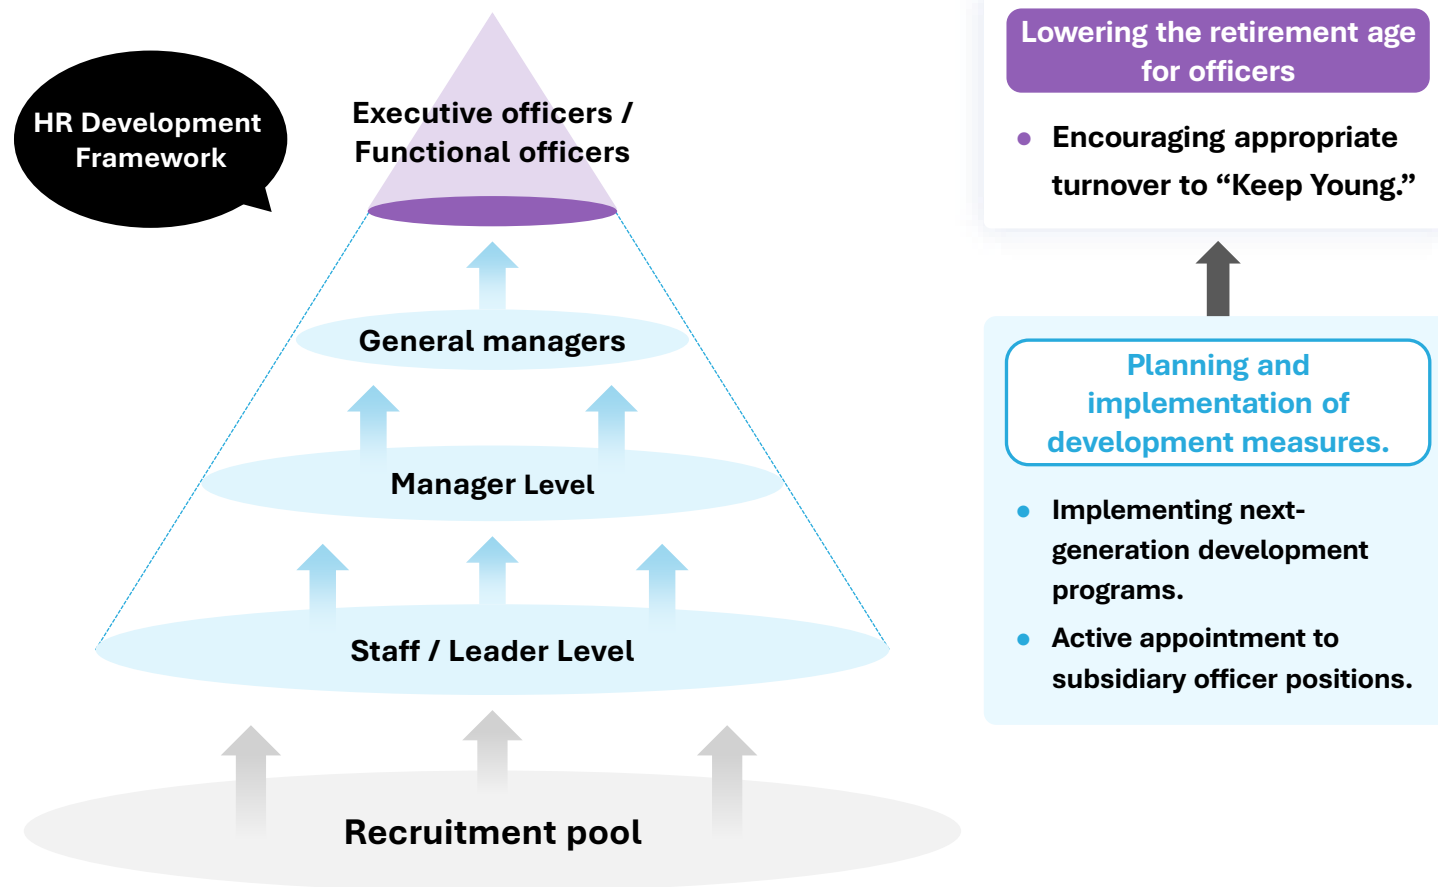 HR Development
Framework
Executive officers /
Functional officers
General managers
Manager Level
Staff / Leader Level
Recruitment pool
Lowering the retirement age
for officers
● Encouraging appropriate
turnover to “Keep Young.”
Planning and
implementation of
development measures.
● Implementing next-
generation development
programs.
● Active appointment to
subsidiary officer positions.